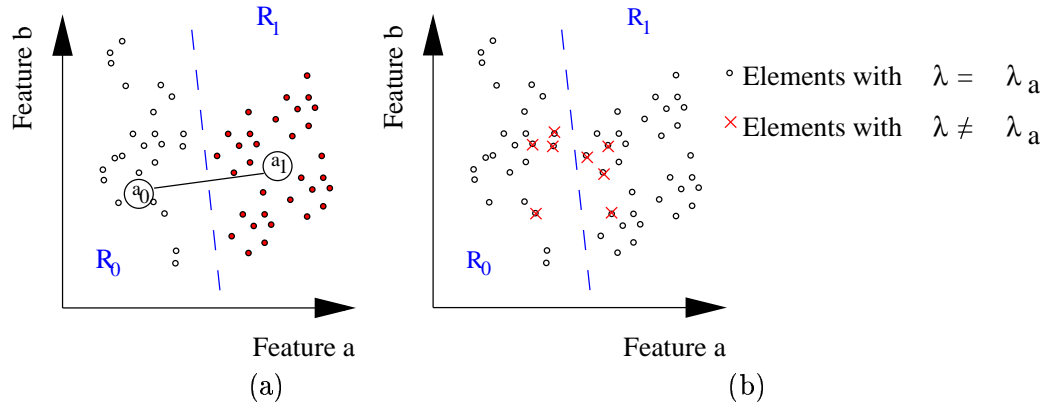 R1
Feature b
a1
a0
R0
Feature a
(a)
R1
Feature b
R0
Feature a
(b)
Elements with λ = λa
Elements with λ ≠ λa